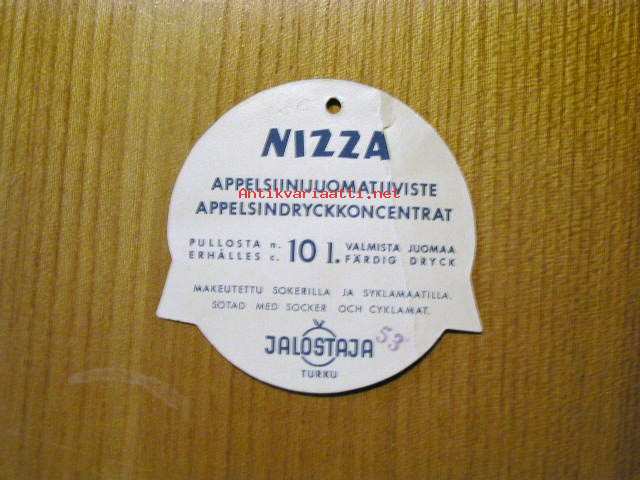 NIZZA
APPELSIINIJUOMATIIVISTE
Antikvariaatti.net
APPELSINDRYCKKONCENTRAT
PULLOSTA n. 10 l. VALMISTA JUOMAA
ERHÅLLES c. FÄRDIG DRYCK
MAKEUTETTU SOKERILLA JA SYKLAMAATILLA.
SÖTAD MED SOCKER OCH CYKLAMAT.
JALOSTAJA 53
TURKU